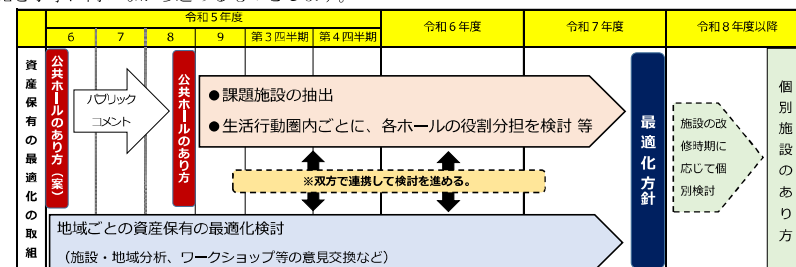 令和５年度
令和６年度
令和７年度
令和８年度以降
６
７
８
９
第３四半期
第４四半期
資産保有の最適化の取組
公共ホールのあり方（案）
パブリック
コメント
公共ホールのあり方
●課題施設の抽出
●生活行動圏内ごとに、各ホールの役割分担を検討 等
※双方で連携して検討を進める。
地域ごとの資産保有の最適化検討
（施設・地域分析、ワークショップ等の意見交換など）
最適化方針
施設の改
修時期に
応じて個
別検討
個別施設のあり方